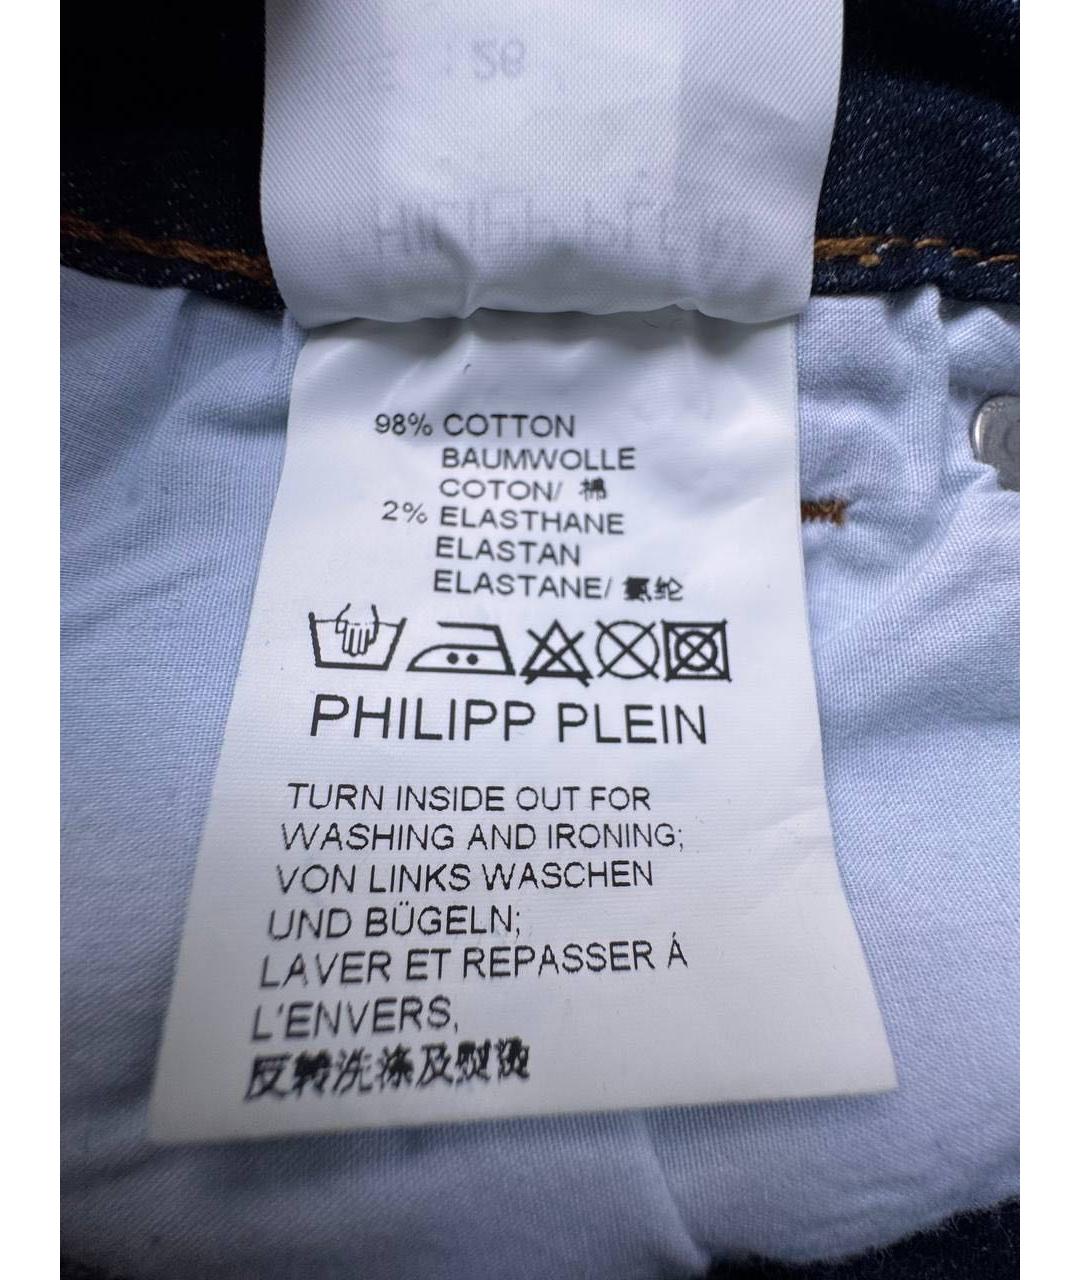 98% COTTON
BAUMWOLLE
COTON/ 棉
2% ELASTHANE
ELASTAN
ELASTANE/ 氨纶
PHILIPP PLEIN
TURN INSIDE OUT FOR
WASHING AND IRONING;
VON LINKS WASCHEN
UND BÜGELN;
LAVER ET REPASSER Á
L'ENVERS,
反转洗涤及熨烫